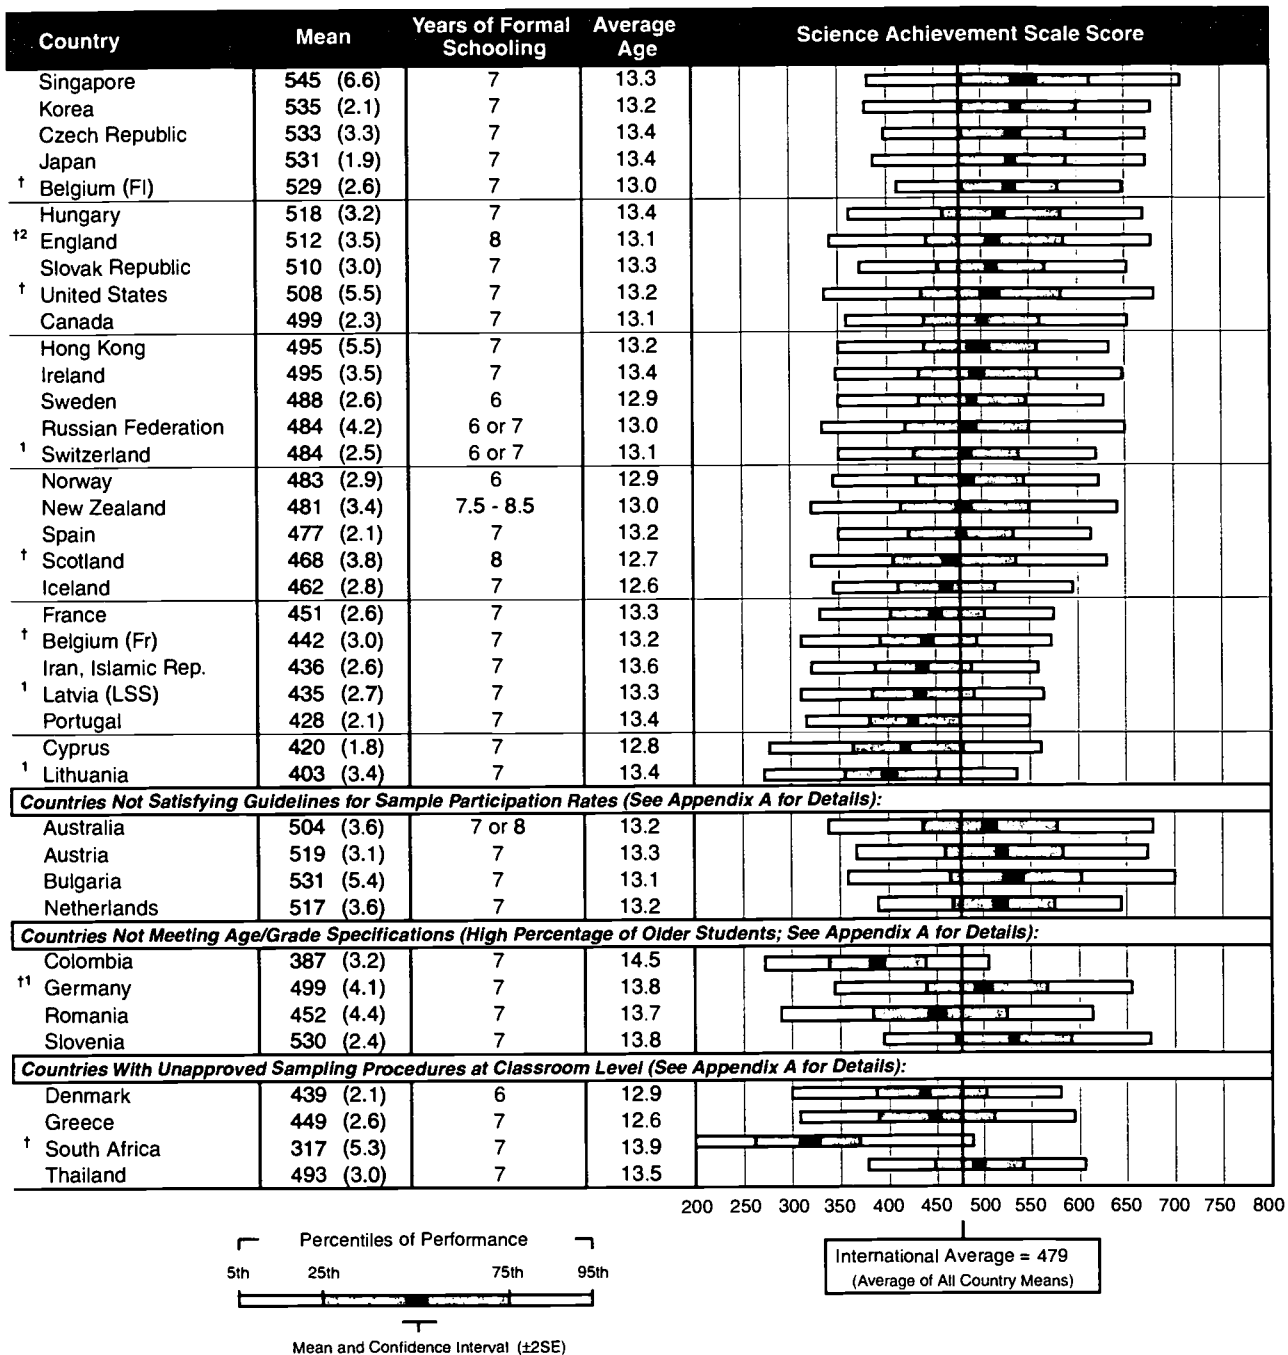 Country Mean Years of Formal Schooling Average Age Science Achievement Scale Score
Singapore 545 (6.6) 7 13.3
Korea 535 (2.1) 7 13.2
Czech Republic 533 (3.3) 7 13.4
Japan 531 (1.9) 7 13.4
† Belgium (Fl) 529 (2.6) 7 13.0
Hungary 518 (3.2) 7 13.4
†2 England 512 (3.5) 8 13.1
Slovak Republic 510 (3.0) 7 13.3
† United States 508 (5.5) 7 13.2
Canada 499 (2.3) 7 13.1
Hong Kong 495 (5.5) 7 13.2
Ireland 495 (3.5) 7 13.4
Sweden 488 (2.6) 6 12.9
Russian Federation 484 (4.2) 6 or 7 13.0
1 Switzerland 484 (2.5) 6 or 7 13.1
Norway 483 (2.9) 6 12.9
New Zealand 481 (3.4) 7.5 - 8.5 13.0
Spain 477 (2.1) 7 13.2
† Scotland 468 (3.8) 8 12.7
Iceland 462 (2.8) 7 12.6
France 451 (2.6) 7 13.3
† Belgium (Fr) 442 (3.0) 7 13.2
Iran, Islamic Rep. 436 (2.6) 7 13.6
1 Latvia (LSS) 435 (2.7) 7 13.3
Portugal 428 (2.1) 7 13.4
Cyprus 420 (1.8) 7 12.8
1 Lithuania 403 (3.4) 7 13.4
Countries Not Satisfying Guidelines for Sample Participation Rates (See Appendix A for Details):
Australia 504 (3.6) 7 or 8 13.2
Austria 519 (3.1) 7 13.3
Bulgaria 531 (5.4) 7 13.1
Netherlands 517 (3.6) 7 13.2
Countries Not Meeting Age/Grade Specifications (High Percentage of Older Students; See Appendix A for Details):
Colombia 387 (3.2) 7 14.5
†1 Germany 499 (4.1) 7 13.8
Romania 452 (4.4) 7 13.7
Slovenia 530 (2.4) 7 13.8
Countries With Unapproved Sampling Procedures at Classroom Level (See Appendix A for Details):
Denmark 439 (2.1) 6 12.9
Greece 449 (2.6) 7 12.6
† South Africa 317 (5.3) 7 13.9
Thailand 493 (3.0) 7 13.5
200 250 300 350 400 450 500 550 600 650 700 750 800
Percentiles of Performance
5th 25th 75th 95th
Mean and Confidence Interval (±2SE)
International Average = 479
(Average of All Country Means)